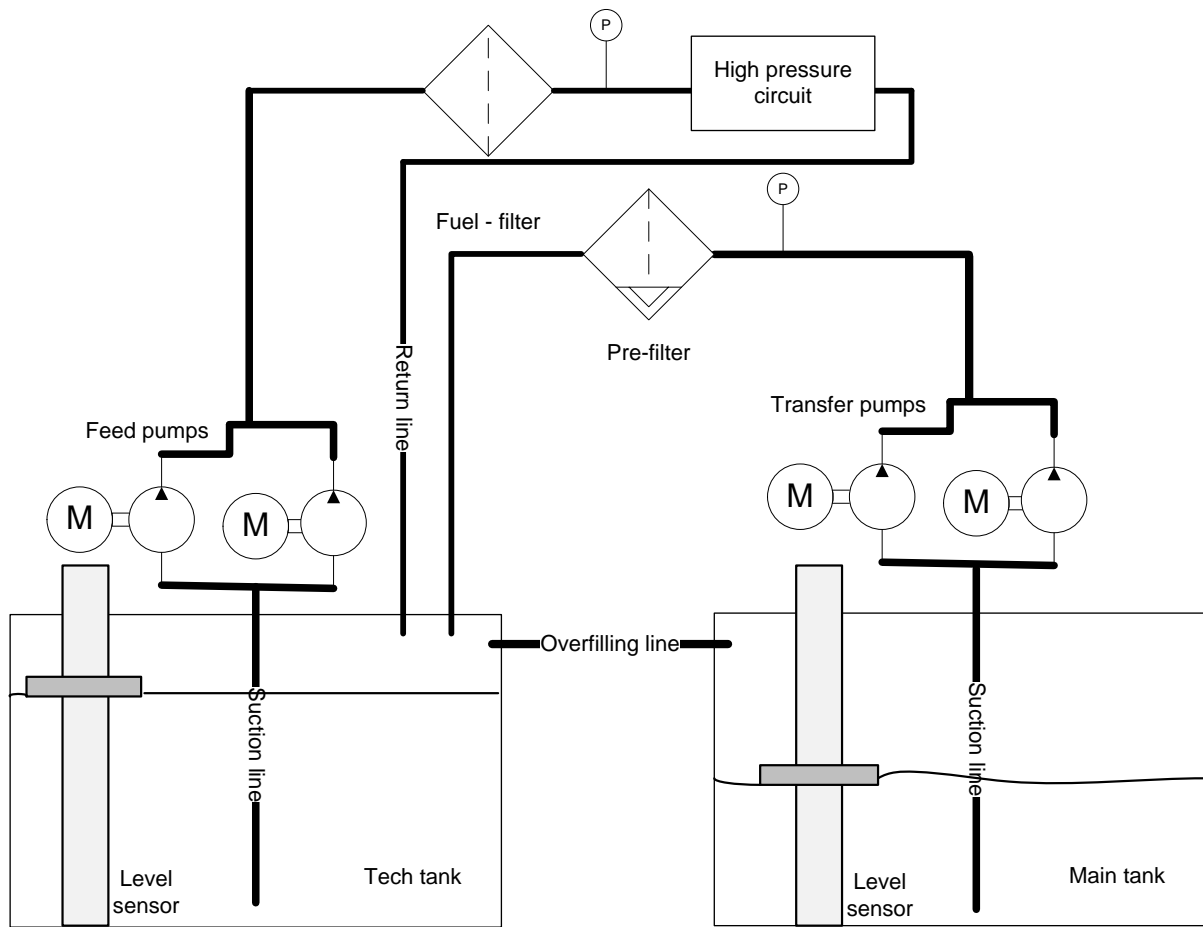 P
High pressure
circuit
P
Fuel - filter
Pre-filter
Return line
Transfer pumps
Feed pumps
M
M
M
M
Overfilling line
Suction line
Suction line
Level
sensor
Tech tank
Level
sensor
Main tank